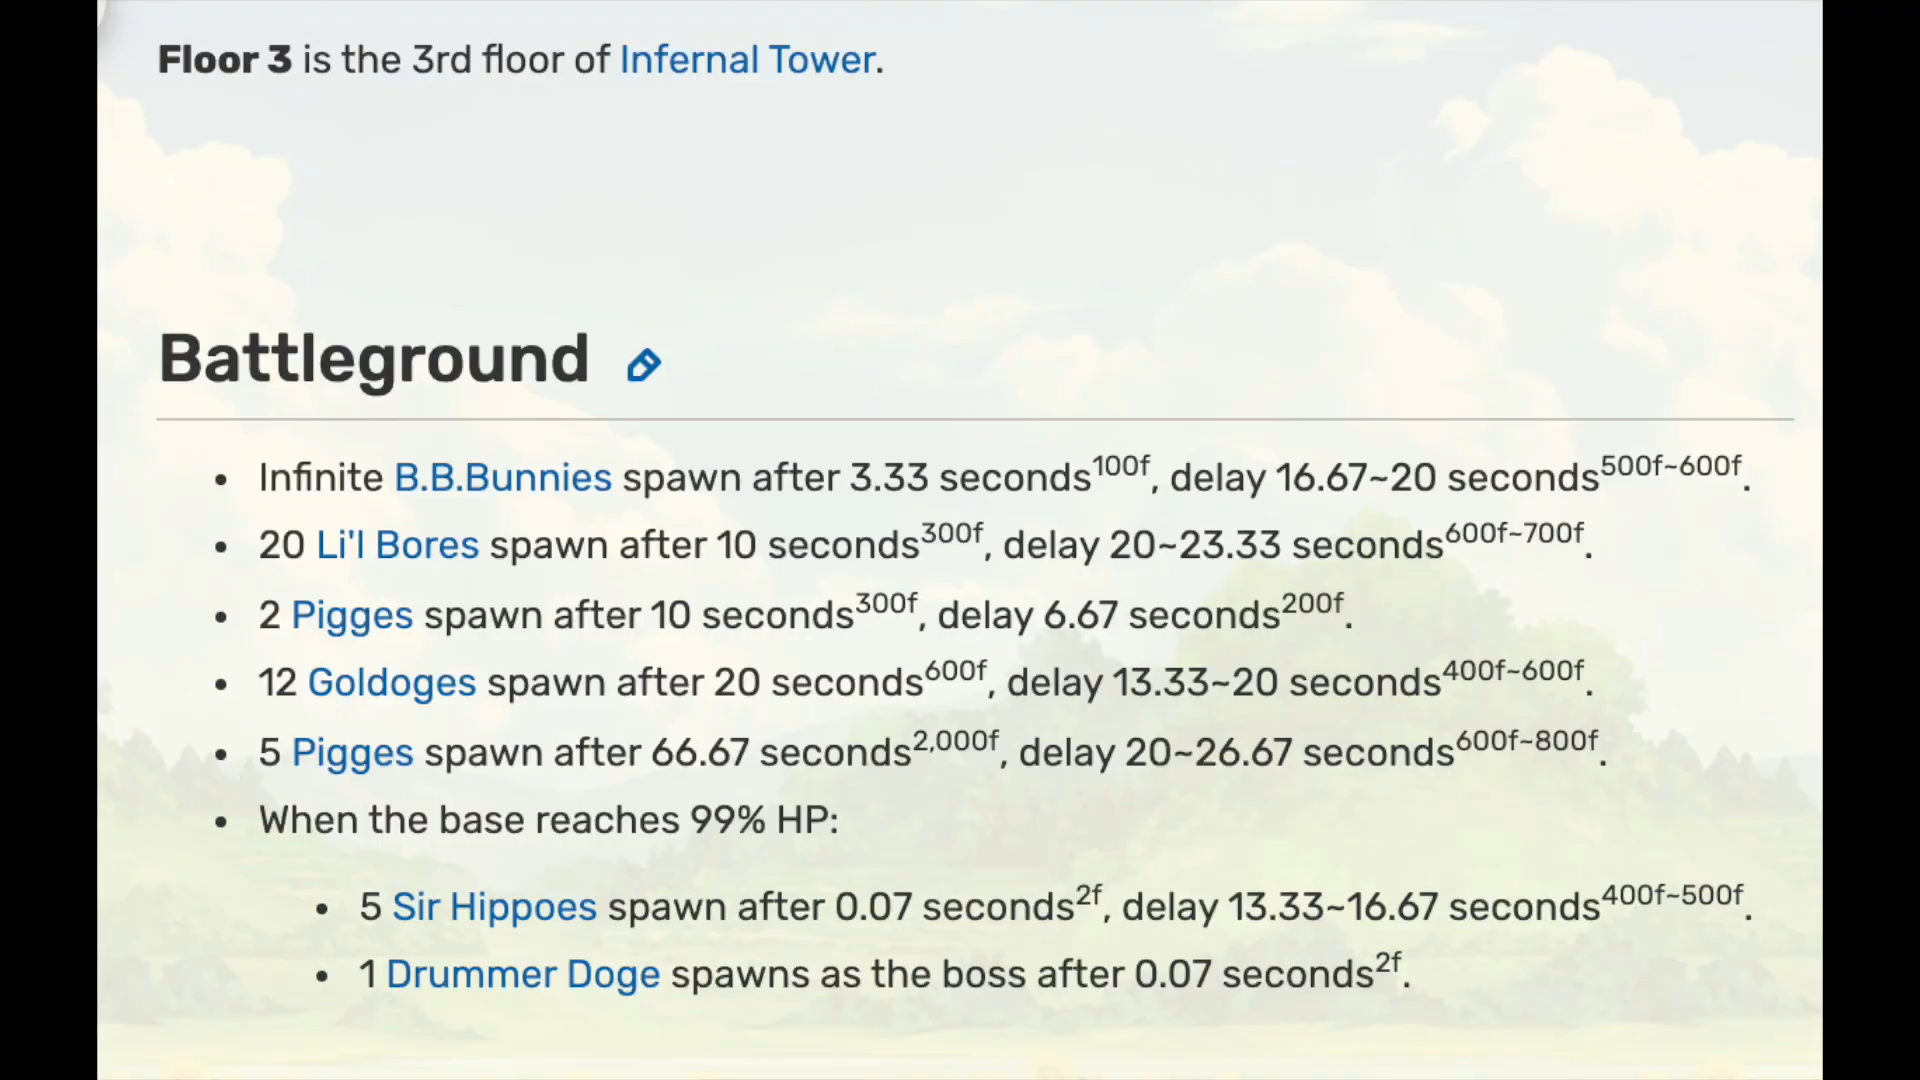 Floor 3 is the 3rd floor of Infernal Tower.
Battleground
• Infinite B.B.Bunnies spawn after 3.33 seconds100f, delay 16.67~20 seconds500f~600f.
• 20 Li'l Bores spawn after 10 seconds300f, delay 20~23.33 seconds600f~700f.
• 2 Pigges spawn after 10 seconds300f, delay 6.67 seconds200f.
• 12 Goldoges spawn after 20 seconds600f, delay 13.33~20 seconds400f~600f.
• 5 Pigges spawn after 66.67 seconds2,000f, delay 20~26.67 seconds600f~800f.
• When the base reaches 99% HP:
• 5 Sir Hippoes spawn after 0.07 seconds2f, delay 13.33~16.67 seconds400f~500f.
• 1 Drummer Doge spawns as the boss after 0.07 seconds2f.